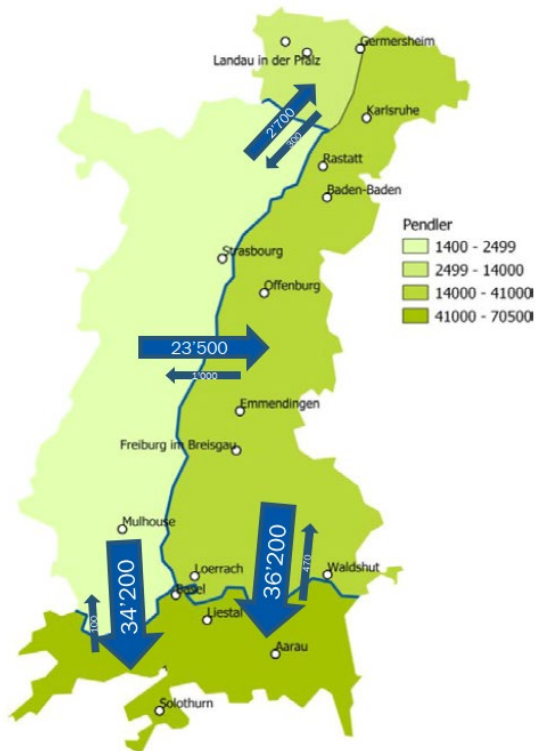 Germersheim
Landau in der Pfalz
2'700
300
Karlsruhe
Rastatt
Baden-Baden
Pendler
1400 - 2499
2499 - 14000
14000 - 41000
41000 - 70500
Strasbourg
Offenburg
23'500
1'000
Emmendingen
Freiburg im Breisgau
Mulhouse
34'200
100
36'200
470
Loerrach
Waldshut
Basel
Liestal
Aarau
Solothurn